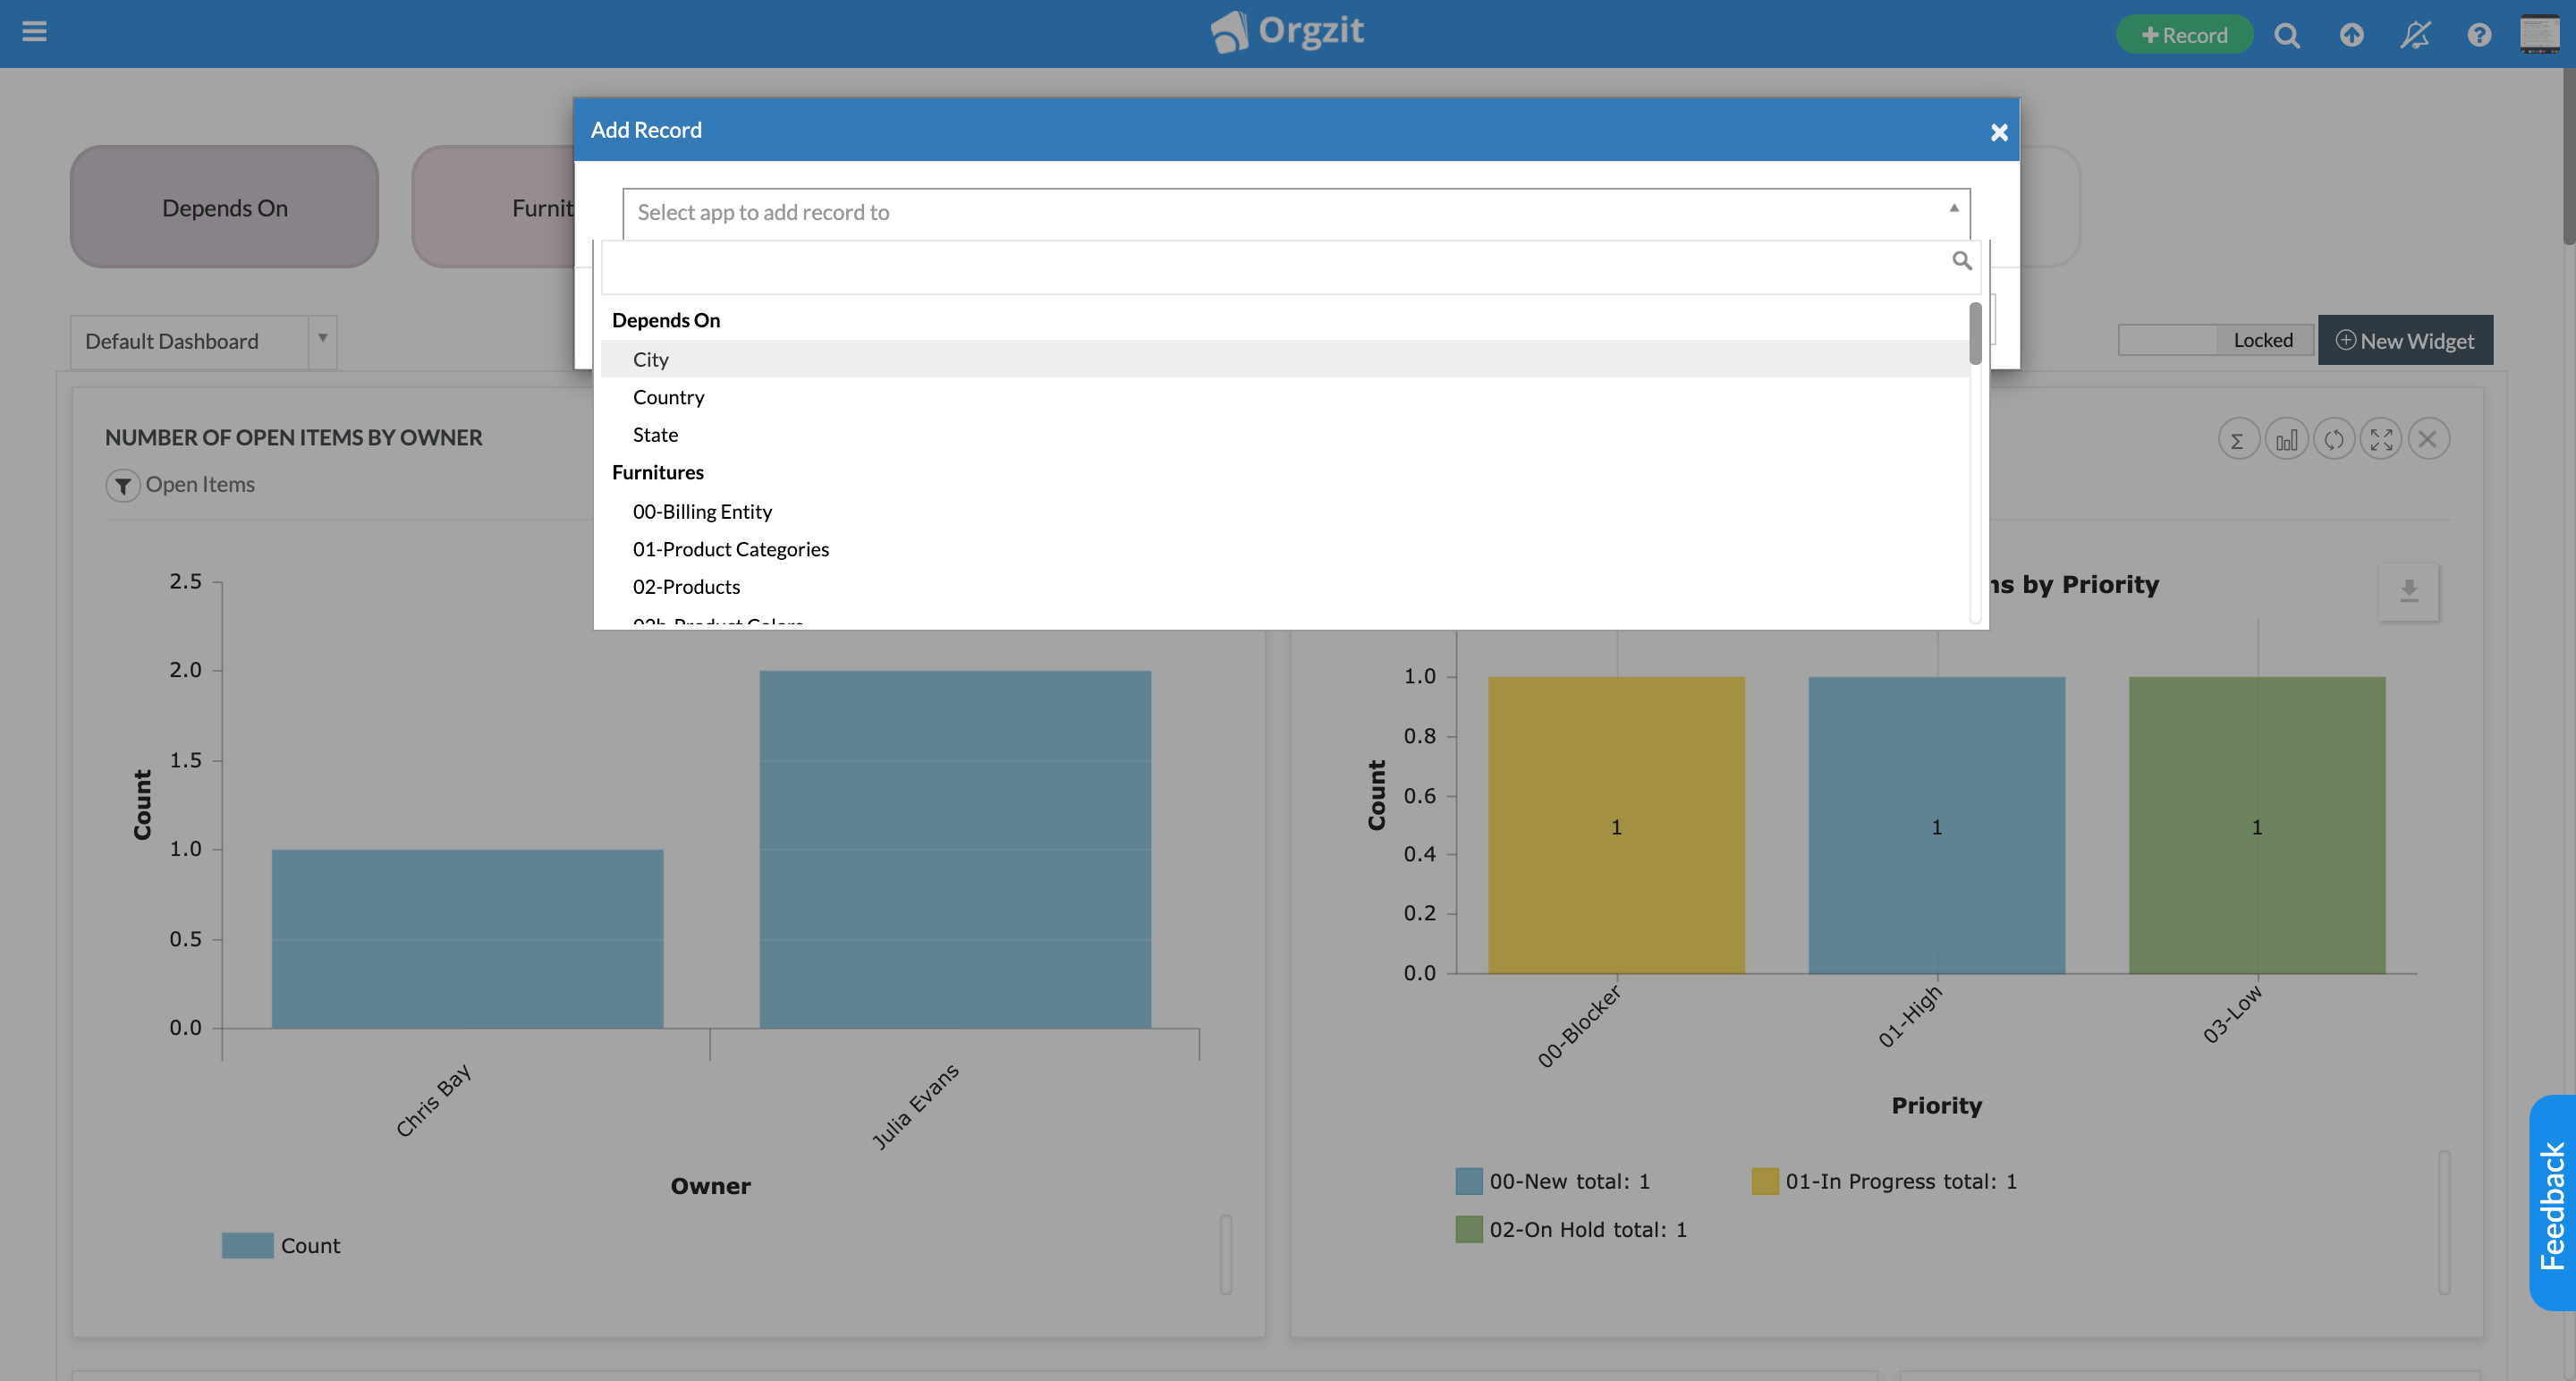 Orgzit
Record
Add Record
Select app to add record to
Depends On
City
Country
State
Furnitures
00-Billing Entity
01-Product Categories
02-Products
02b-Product Colors
Depends On
Furnit
Default Dashboard
Locked
New Widget
NUMBER OF OPEN ITEMS BY OWNER
Open Items
2.5
2.0
1.5
1.0
0.5
0.0
Count
Chris Bay
Julia Evans
Owner
Count
ns by Priority
1.0
0.8
0.6
0.4
0.2
0.0
Count
1
1
1
00-Blocker
01-High
03-Low
Priority
00-New total: 1
01-In Progress total: 1
02-On Hold total: 1
Feedback